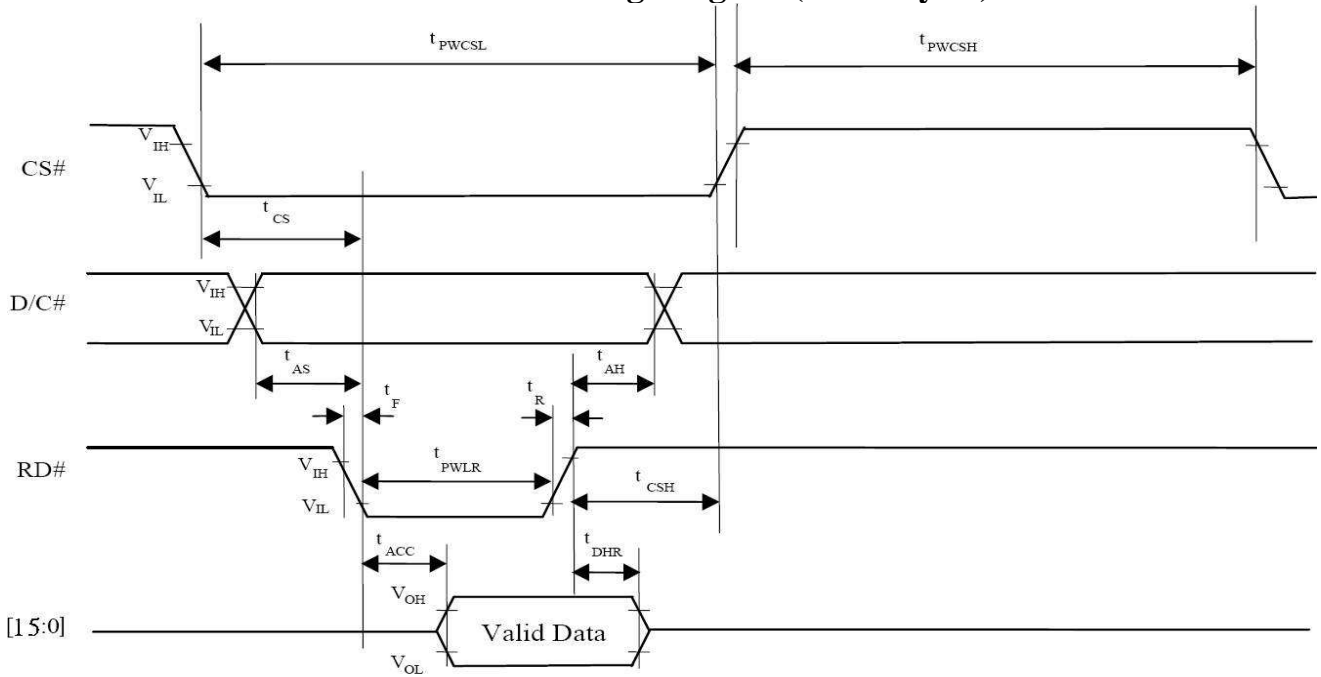 t PWCSL
t PWCSH
V IH
CS#
V IL
t CS
D/C#
V IH
V IL
t AS
t AH
t F
t R
RD#
V IH
t PWLR
V IL
t CSH
t ACC
t DHR
V OH
[15:0]
Valid Data
V OL